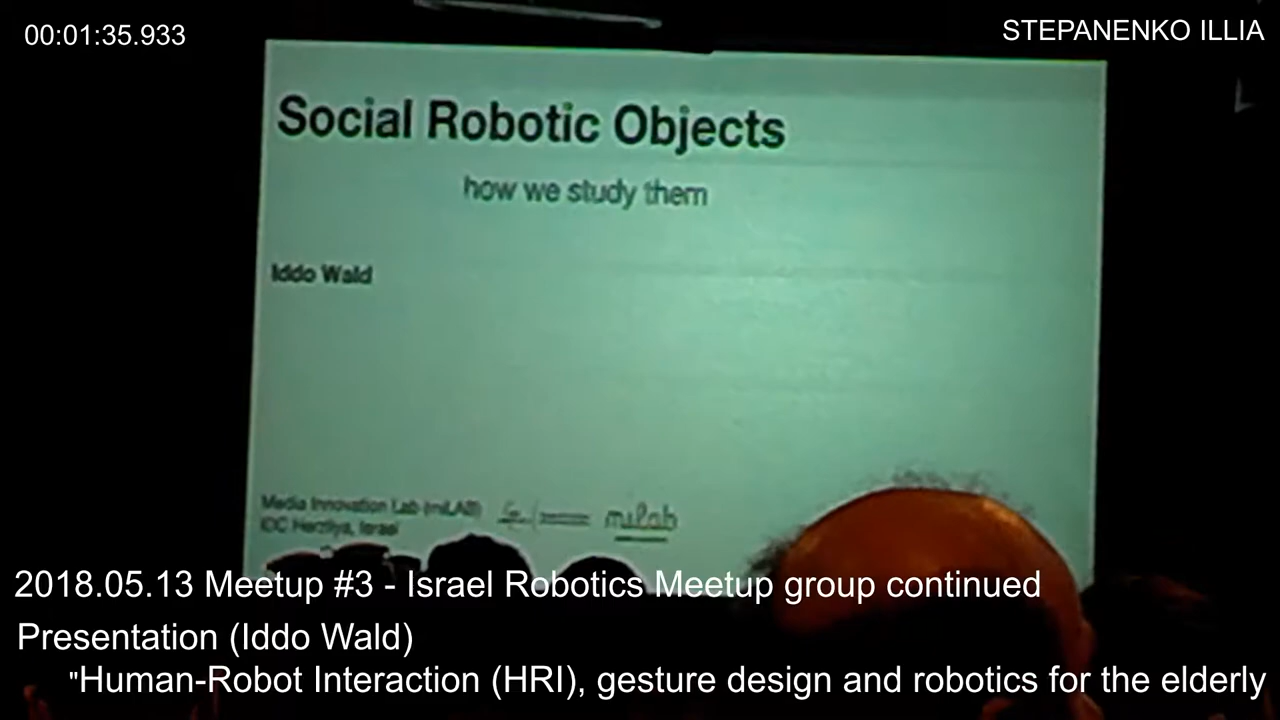 00:01:35.933
STEPANENKO ILLIA
Social Robotic Objects
how we study them
Iddo Wald
Media Innovation Lab (miLAB)
IDC Herzliya, Israel
milab
2018.05.13 Meetup #3 - Israel Robotics Meetup group continued
Presentation (Iddo Wald)
"Human-Robot Interaction (HRI), gesture design and robotics for the elderly